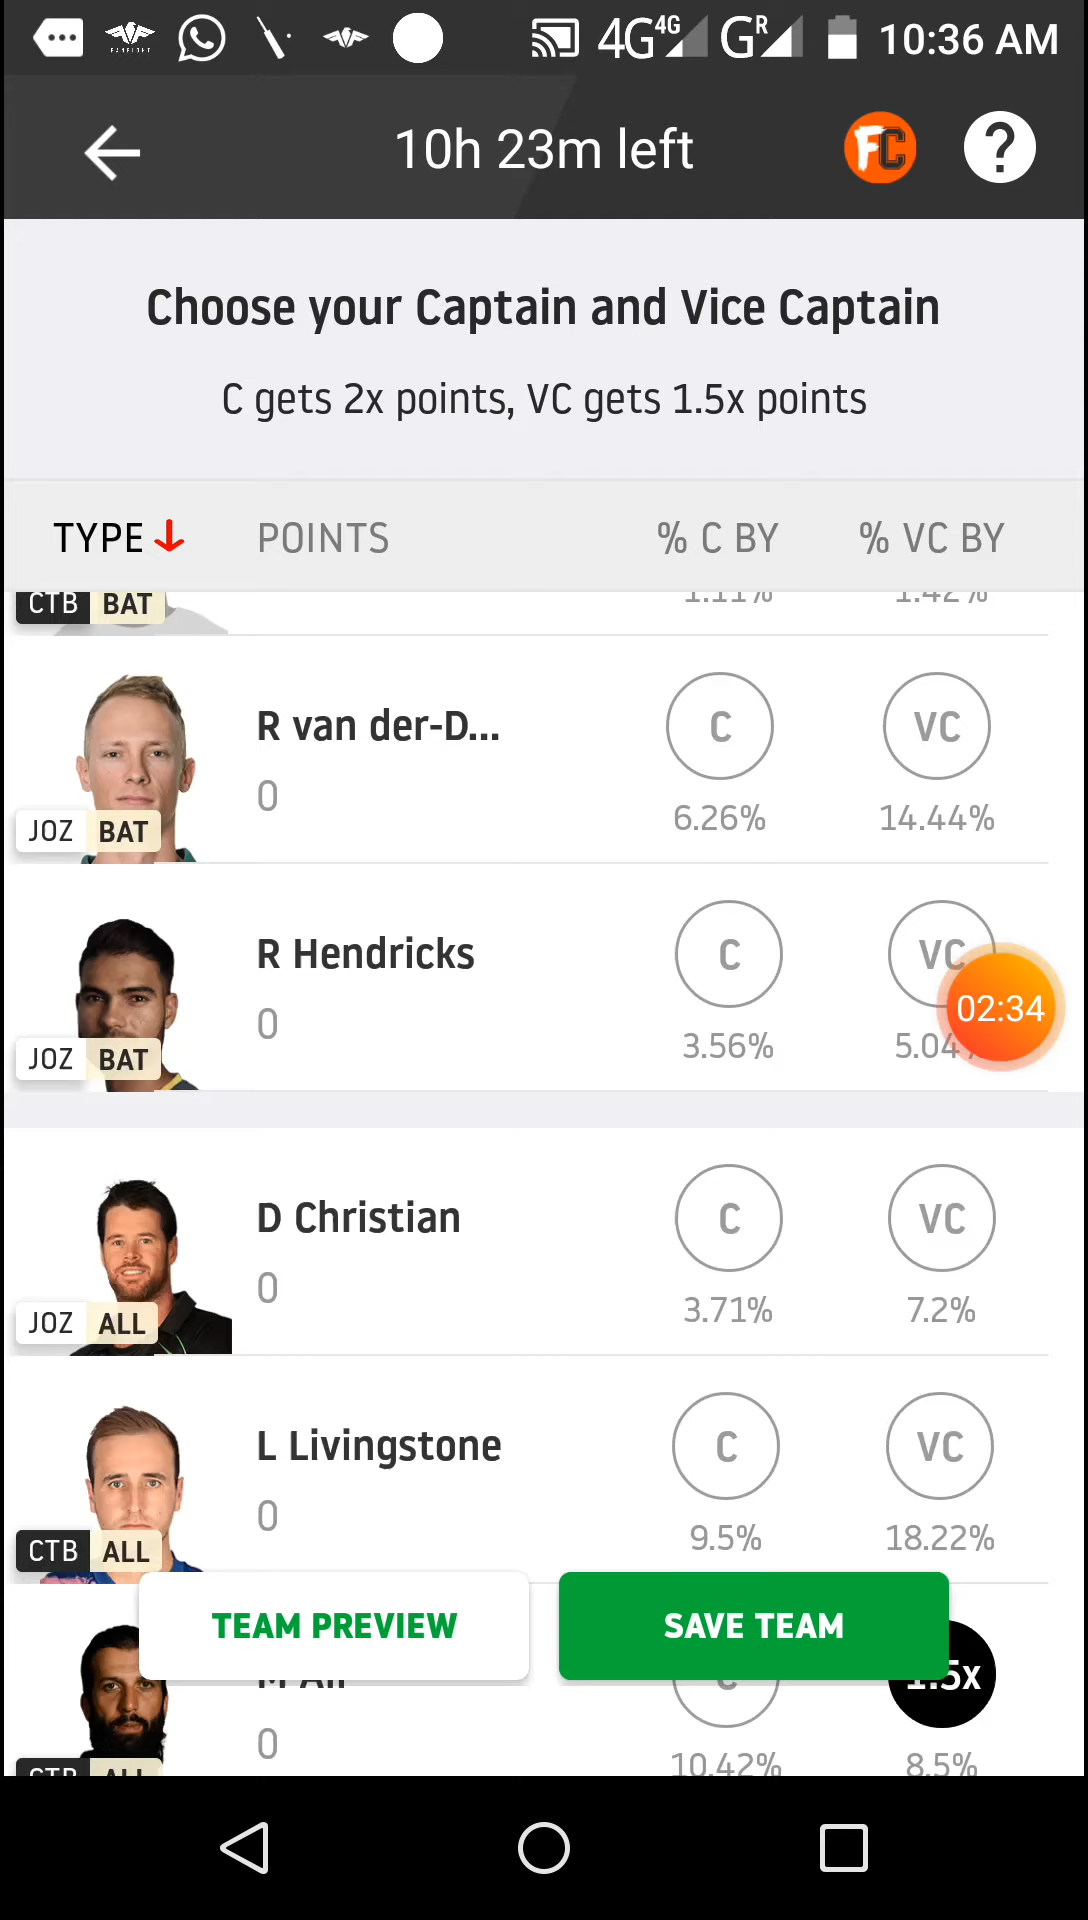 4G 4G G R 10:36 AM
10h 23m left
FC ?
Choose your Captain and Vice Captain
C gets 2x points, VC gets 1.5x points
TYPE POINTS % C BY % VC BY
CTB BAT 1.11% 1.42%
R van der-D... C VC
0 6.26% 14.44%
JOZ BAT
R Hendricks C VC
02:34
0 3.56% 5.04
JOZ BAT
D Christian C VC
0 3.71% 7.2%
JOZ ALL
L Livingstone C VC
0 9.5% 18.22%
CTB ALL
TEAM PREVIEW SAVE TEAM
M Ali C 1.5x
0 10.42% 8.5%
CTB ALL